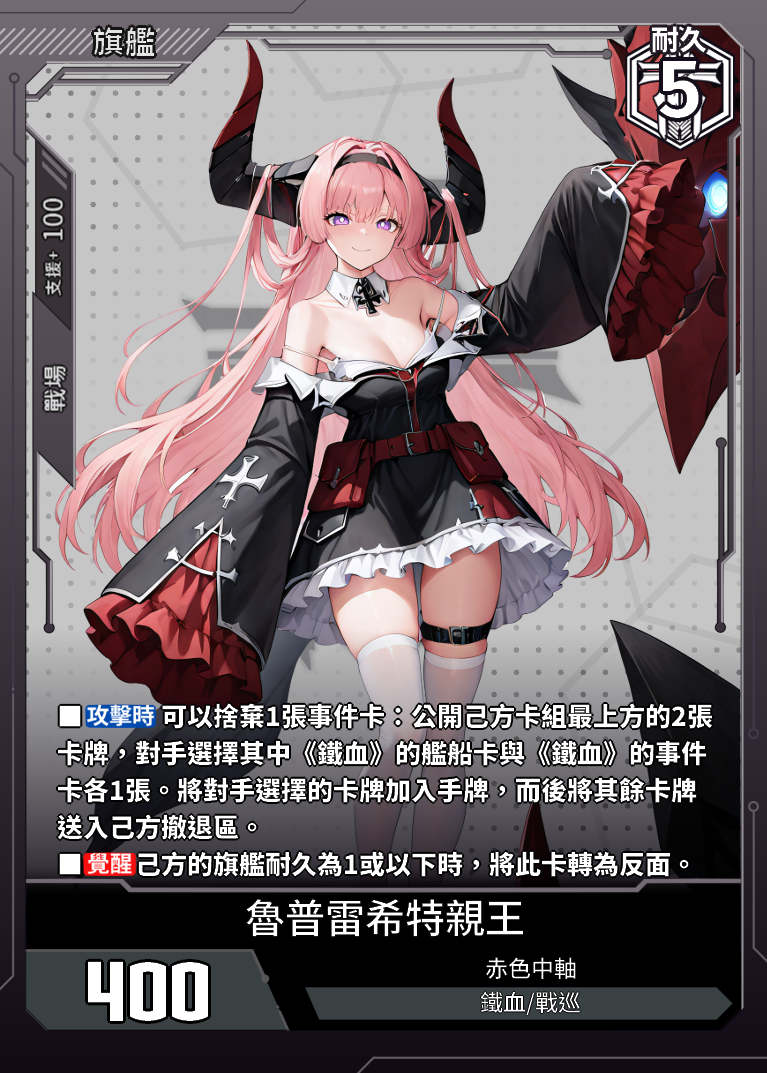 旗艦
耐久
5
支援+ 100
戰場
■攻擊時 可以捨棄1張事件卡：公開己方卡組最上方的2張
卡牌，對手選擇其中《鐵血》的艦船卡與《鐵血》的事件
卡各1張。將對手選擇的卡牌加入手牌，而後將其餘卡牌
送入己方撤退區。
■覺醒 己方的旗艦耐久為1或以下時，將此卡轉為反面。
魯普雷希特親王
400
赤色中軸
鐵血/戰巡